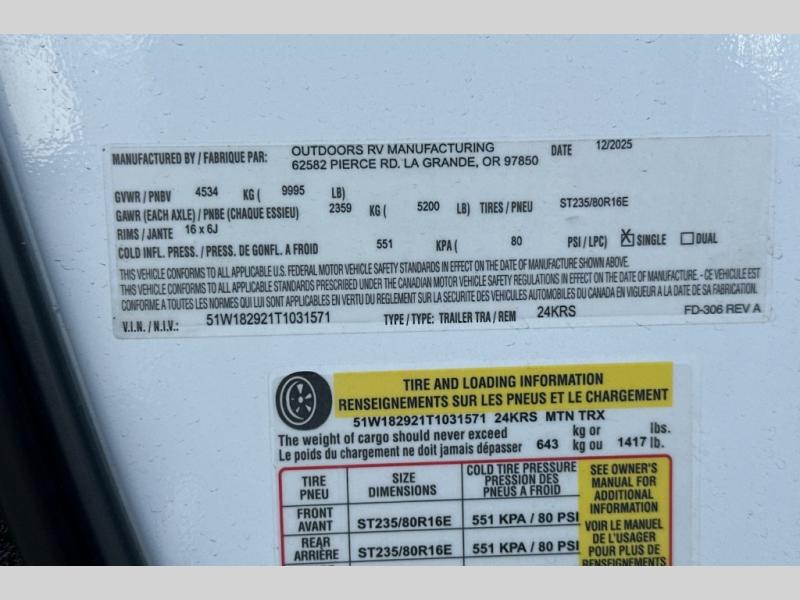 MANUFACTURED BY / FABRIQUE PAR: OUTDOORS RV MANUFACTURING DATE 12/2025
62582 PIERCE RD. LA GRANDE, OR 97850
GVWR / PNBV 4534 KG ( 9995 LB)
GAWR (EACH AXLE) / PNBE (CHAQUE ESSIEU) 2359 KG ( 5200 LB) TIRES / PNEU ST235/80R16E
RIMS / JANTE 16 x 6J
COLD INFL. PRESS. / PRESS. DE GONFL. A FROID 551 KPA ( 80 PSI / LPC) X SINGLE DUAL
THIS VEHICLE CONFORMS TO ALL APPLICABLE U.S. FEDERAL MOTOR VEHICLE SAFETY STANDARDS IN EFFECT ON THE DATE OF MANUFACTURE SHOWN ABOVE.
THIS VEHICLE CONFORMS TO ALL APPLICABLE STANDARDS PRESCRIBED UNDER THE CANADIAN MOTOR VEHICLE SAFETY REGULATIONS IN EFFECT ON THE DATE OF MANUFACTURE. - CE VEHICULE EST
CONFORME A TOUTES LES NORMES QUI LUI SONT APPLICABLES EN VERTU DU REGLEMENT SUR LA SECURITE DES VEHICULES AUTOMOBILES DU CANADA EN VIGUEUR A LA DATE DE SA FABRICATION.
V.I.N. / N.I.V.: 51W182921T1031571 TYPE / TYPE: TRAILER TRA / REM 24KRS FD-306 REV A
TIRE AND LOADING INFORMATION
RENSEIGNEMENTS SUR LES PNEUS ET LE CHARGEMENT
51W182921T1031571 24KRS MTN TRX
The weight of cargo should never exceed 643 kg or 1417 lbs.
Le poids du chargement ne doit jamais dépasser kg ou lb.
TIRE SIZE COLD TIRE PRESSURE
PNEU DIMENSIONS PRESSION DES
PNEUS A FROID
FRONT
AVANT ST235/80R16E 551 KPA / 80 PSI
REAR
ARRIÈRE ST235/80R16E 551 KPA / 80 PSI
SEE OWNER'S
MANUAL FOR
ADDITIONAL
INFORMATION
VOIR LE MANUEL
DE L'USAGER
POUR PLUS DE
RENSEIGNEMENTS